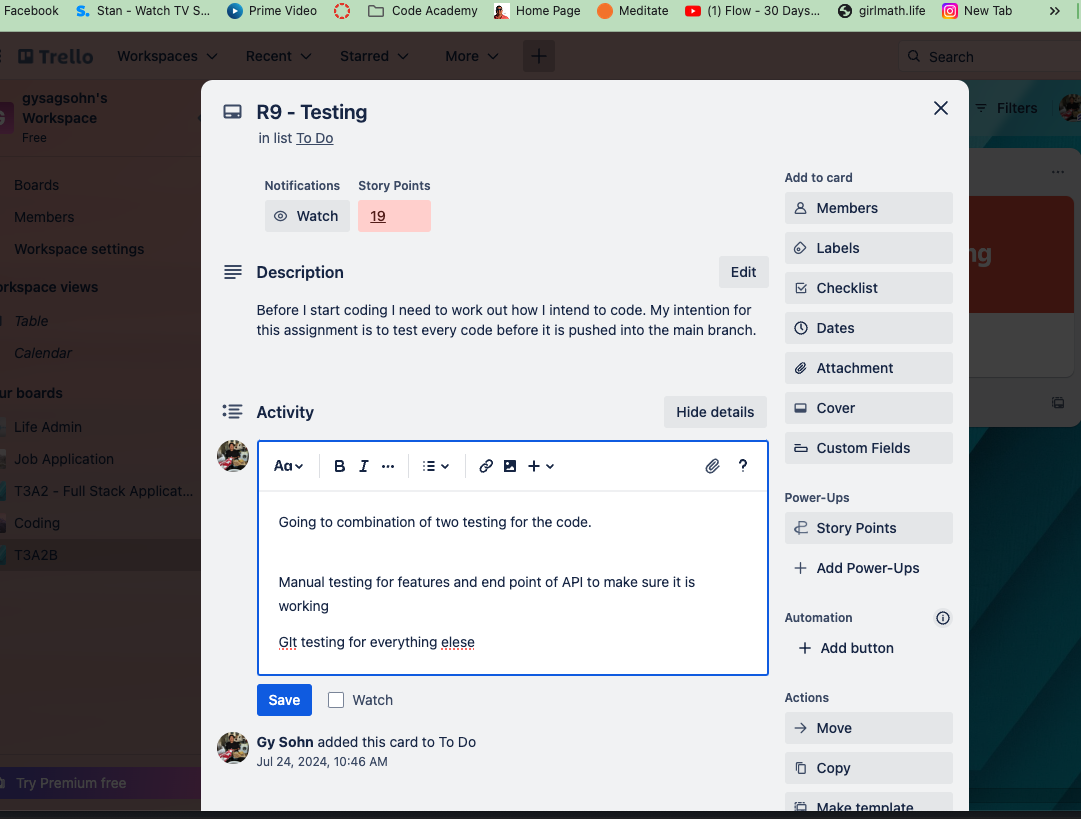 Facebook
Stan - Watch TV S...
Prime Video
Code Academy
Home Page
Meditate
(1) Flow - 30 Days...
girlmath.life
New Tab
Trello
Workspaces
Recent
Starred
More
Search
gysagsohn's
Workspace
Free
Filters
Boards
Members
Workspace settings
rkspace views
Table
Calendar
ur boards
Life Admin
Job Application
T3A2 - Full Stack Applicat...
Coding
T3A2B
Try Premium free
ng
R9 - Testing
in list To Do
Notifications
Story Points
Watch
19
Description
Edit
Before I start coding I need to work out how I intend to code. My intention for
this assignment is to test every code before it is pushed into the main branch.
Activity
Hide details
Aa B I ... ?
Going to combination of two testing for the code.
Manual testing for features and end point of API to make sure it is
working
GIt testing for everything elese
Save
Watch
Gy Sohn added this card to To Do
Jul 24, 2024, 10:46 AM
Add to card
Members
Labels
Checklist
Dates
Attachment
Cover
Custom Fields
Power-Ups
Story Points
Add Power-Ups
Automation
Add button
Actions
Move
Copy
Make template